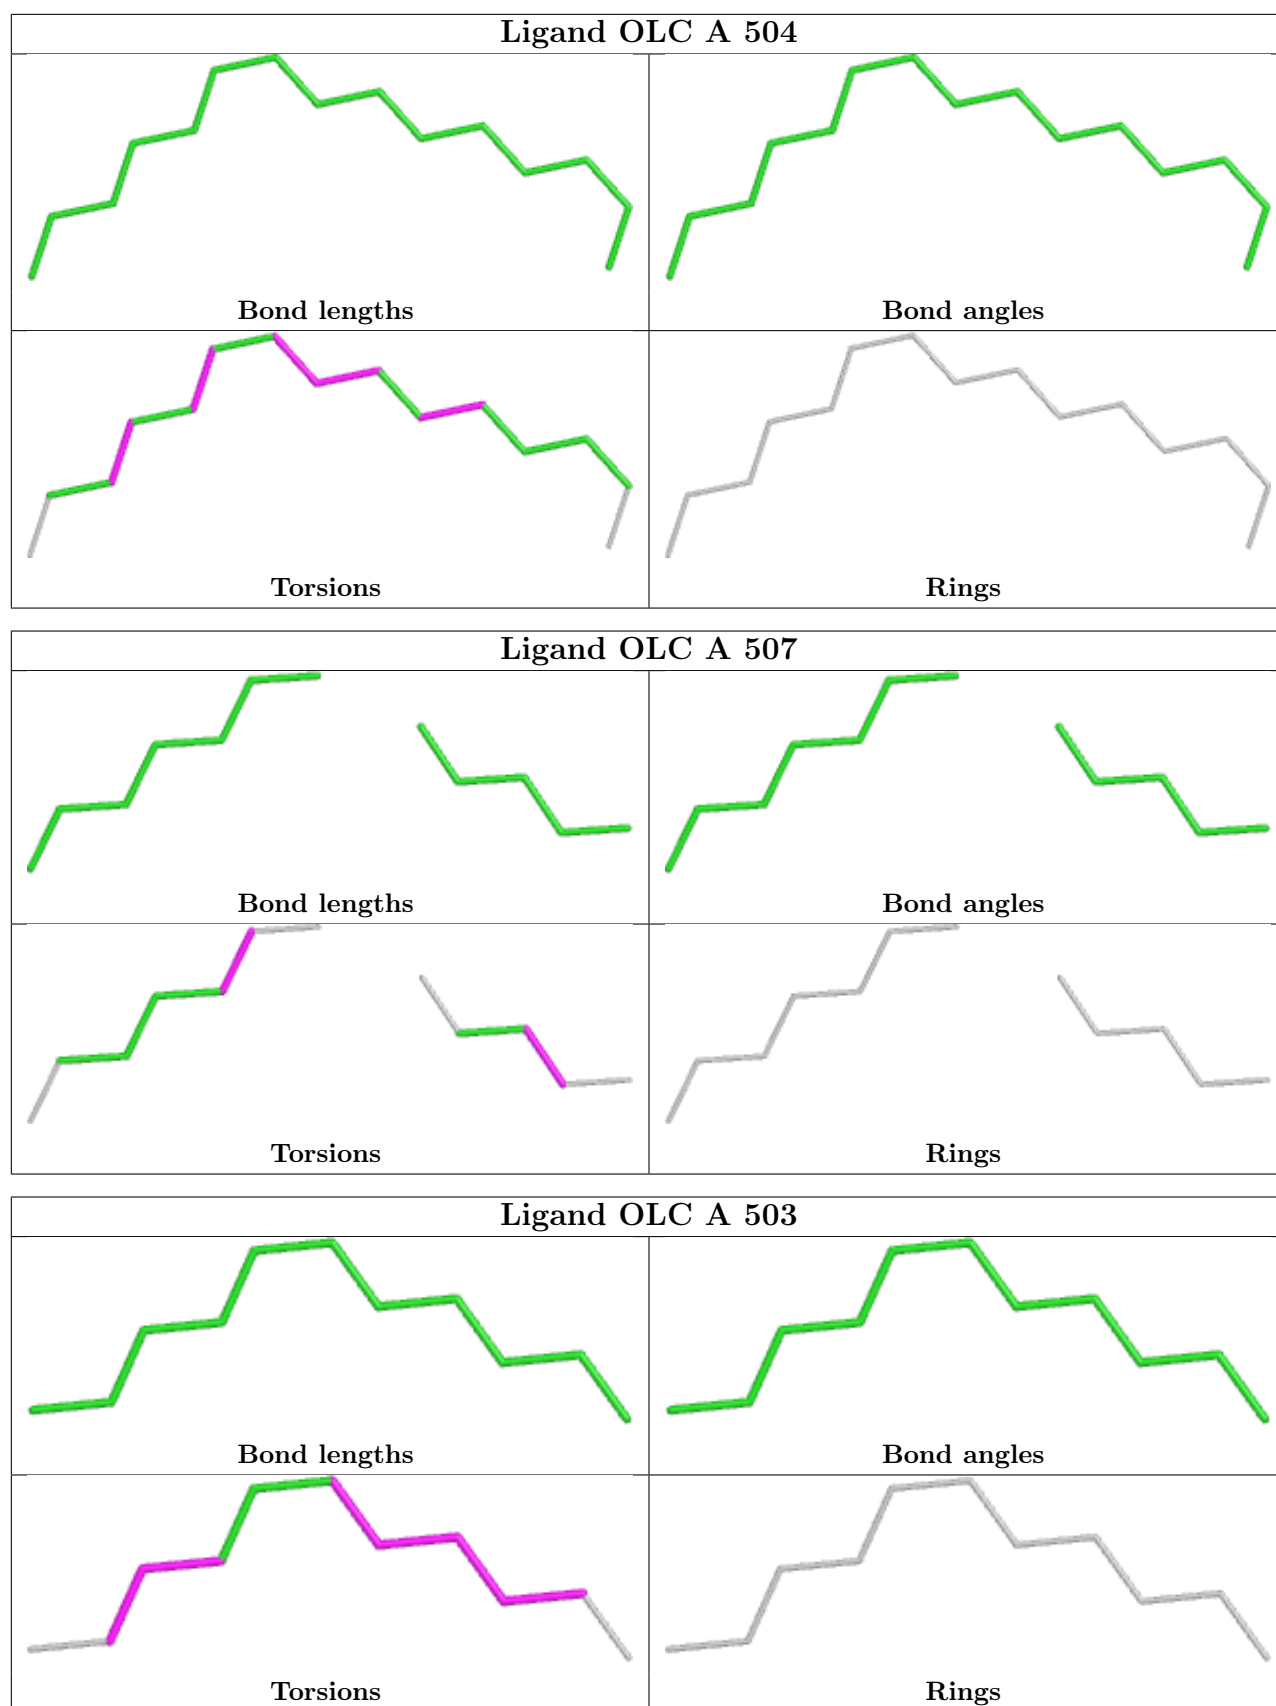 Ligand OLC A 504
Bond lengths
Bond angles
Torsions
Rings
Ligand OLC A 507
Bond lengths
Bond angles
Torsions
Rings
Ligand OLC A 503
Bond lengths
Bond angles
Torsions
Rings